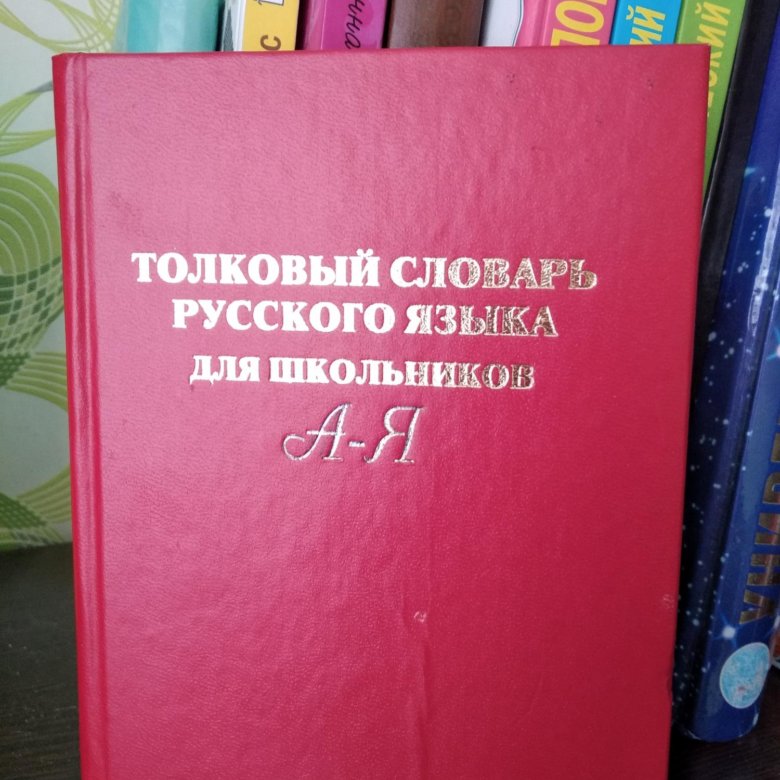 ТОЛКОВЫЙ СЛОВАРЬ
РУССКОГО ЯЗЫКА
ДЛЯ ШКОЛЬНИКОВ
А-Я